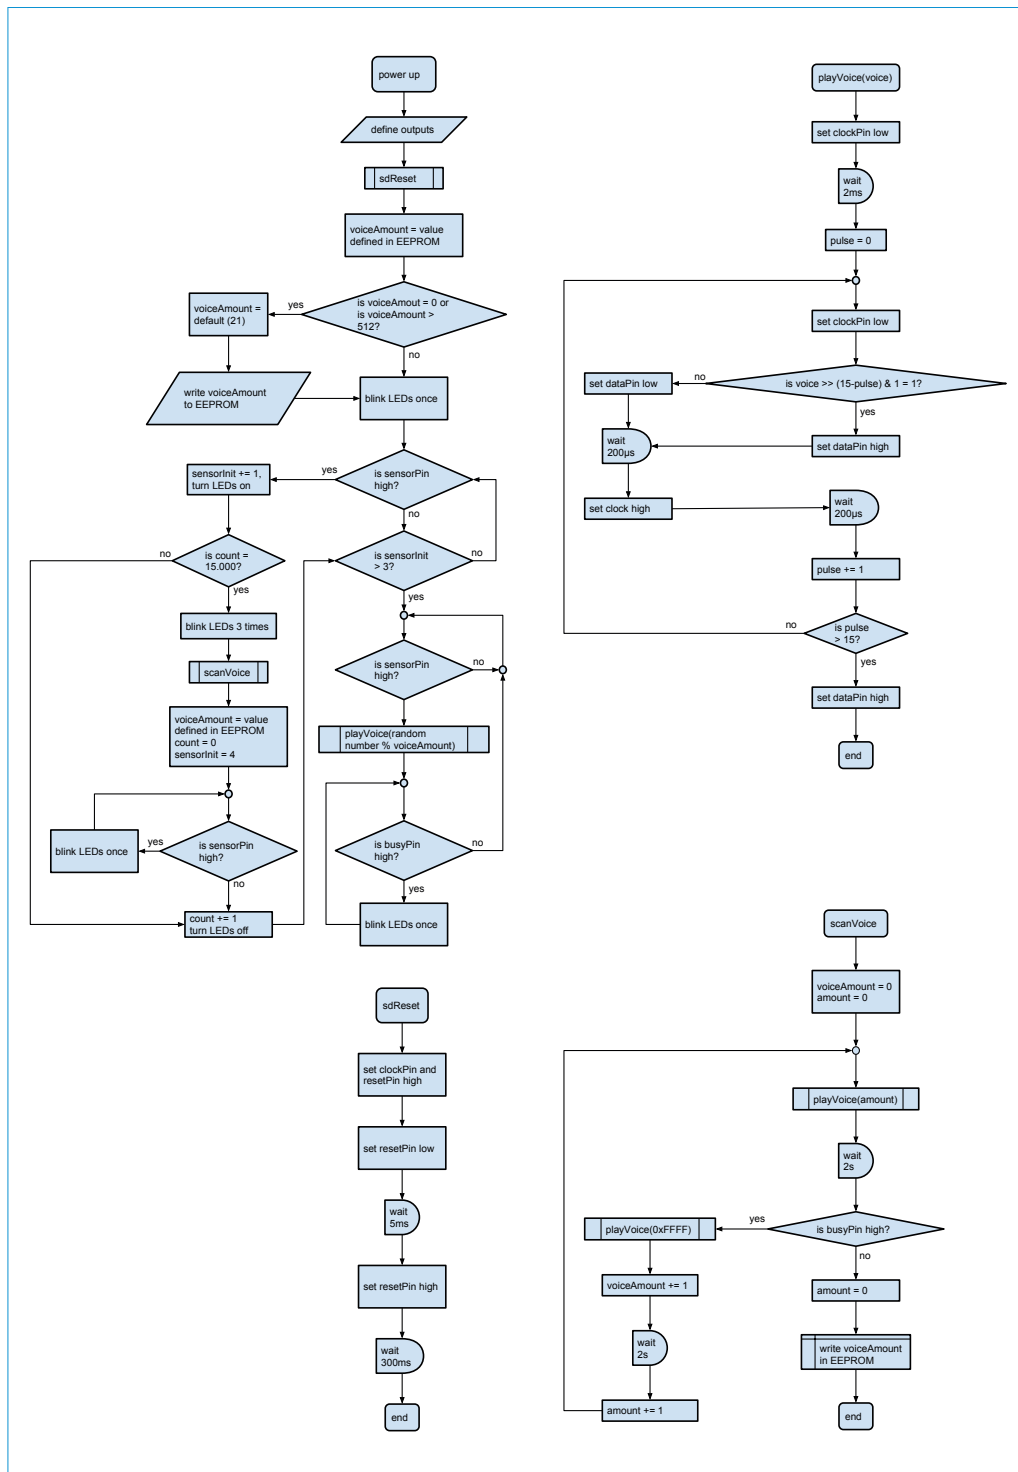 power up
define outputs
sdReset
voiceAmount = value
defined in EEPROM
is voiceAmout = 0 or
is voiceAmount >
512?
yes
no
voiceAmount =
default (21)
write voiceAmount
to EEPROM
blink LEDs once
is sensorPin
high?
yes
no
sensorInit += 1,
turn LEDs on
is count =
15.000?
no
yes
is sensorInit
> 3?
no
yes
blink LEDs 3 times
scanVoice
voiceAmount = value
defined in EEPROM
count = 0
sensorInit = 4
is sensorPin
high?
yes
no
blink LEDs once
count += 1
turn LEDs off
is sensorPin
high?
no
playVoice(random
number % voiceAmount)
is busyPin
high?
no
yes
blink LEDs once
sdReset
set clockPin and
resetPin high
set resetPin low
wait
5ms
set resetPin high
wait
300ms
end
playVoice(voice)
set clockPin low
wait
2ms
pulse = 0
set clockPin low
is voice >> (15-pulse) & 1 = 1?
no
yes
set dataPin low
set dataPin high
wait
200µs
set clock high
wait
200µs
pulse += 1
is pulse
> 15?
no
yes
set dataPin high
end
scanVoice
voiceAmount = 0
amount = 0
playVoice(amount)
wait
2s
is busyPin high?
yes
no
playVoice(0xFFFF)
voiceAmount += 1
wait
2s
amount += 1
amount = 0
write voiceAmount
in EEPROM
end